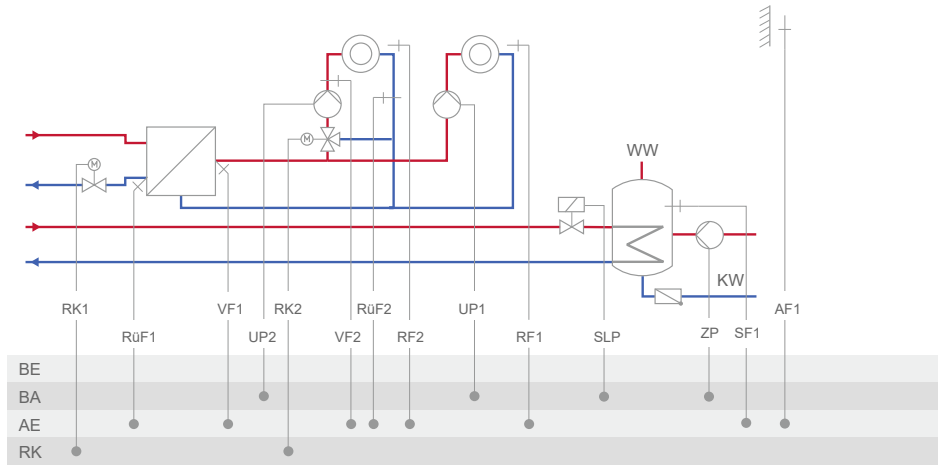 M
M
WW
KW
RK1 VF1 RK2 RüF2 UP1 AF1
RüF1 UP2 VF2 RF2 RF1 SLP ZP SF1
BE
BA
AE
RK